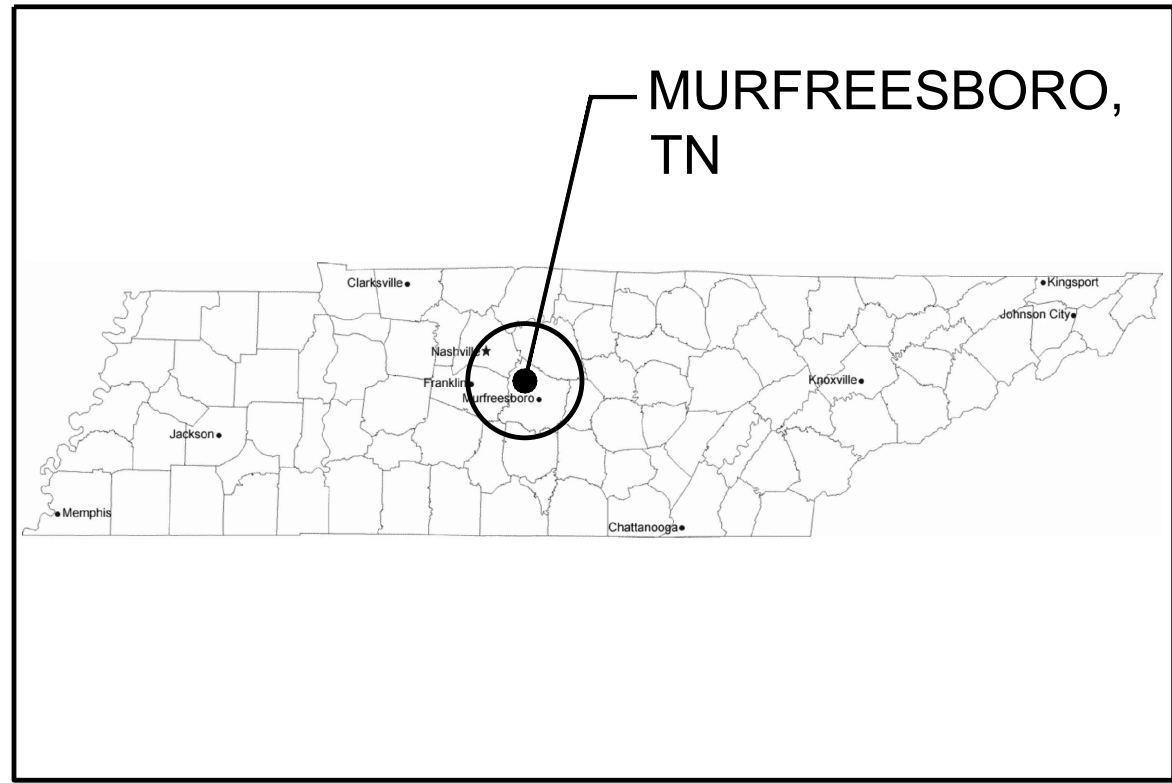 MURFREESBORO,
TN
Clarksville
Kingsport
Johnson City
Nashville
Franklin
Knoxville
Murfreesboro
Jackson
Memphis
Chattanooga